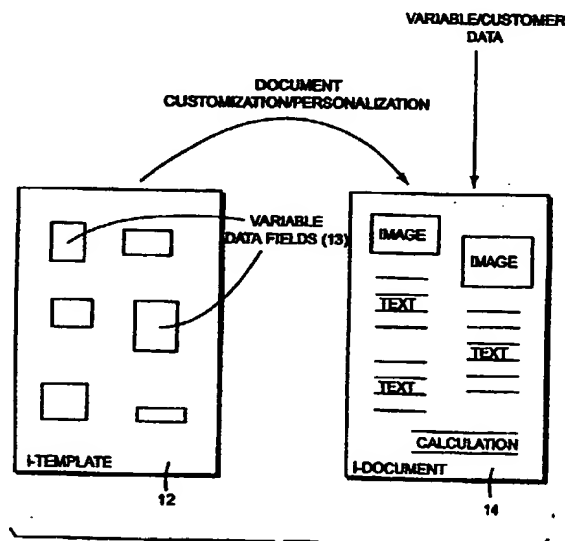 VARIABLE/CUSTOMER
DATA
DOCUMENT
CUSTOMIZATION/PERSONALIZATION
VARIABLE
DATA FIELDS (13)
IMAGE
IMAGE
TEXT
TEXT
TEXT
CALCULATION
I-TEMPLATE
I-DOCUMENT
12
14